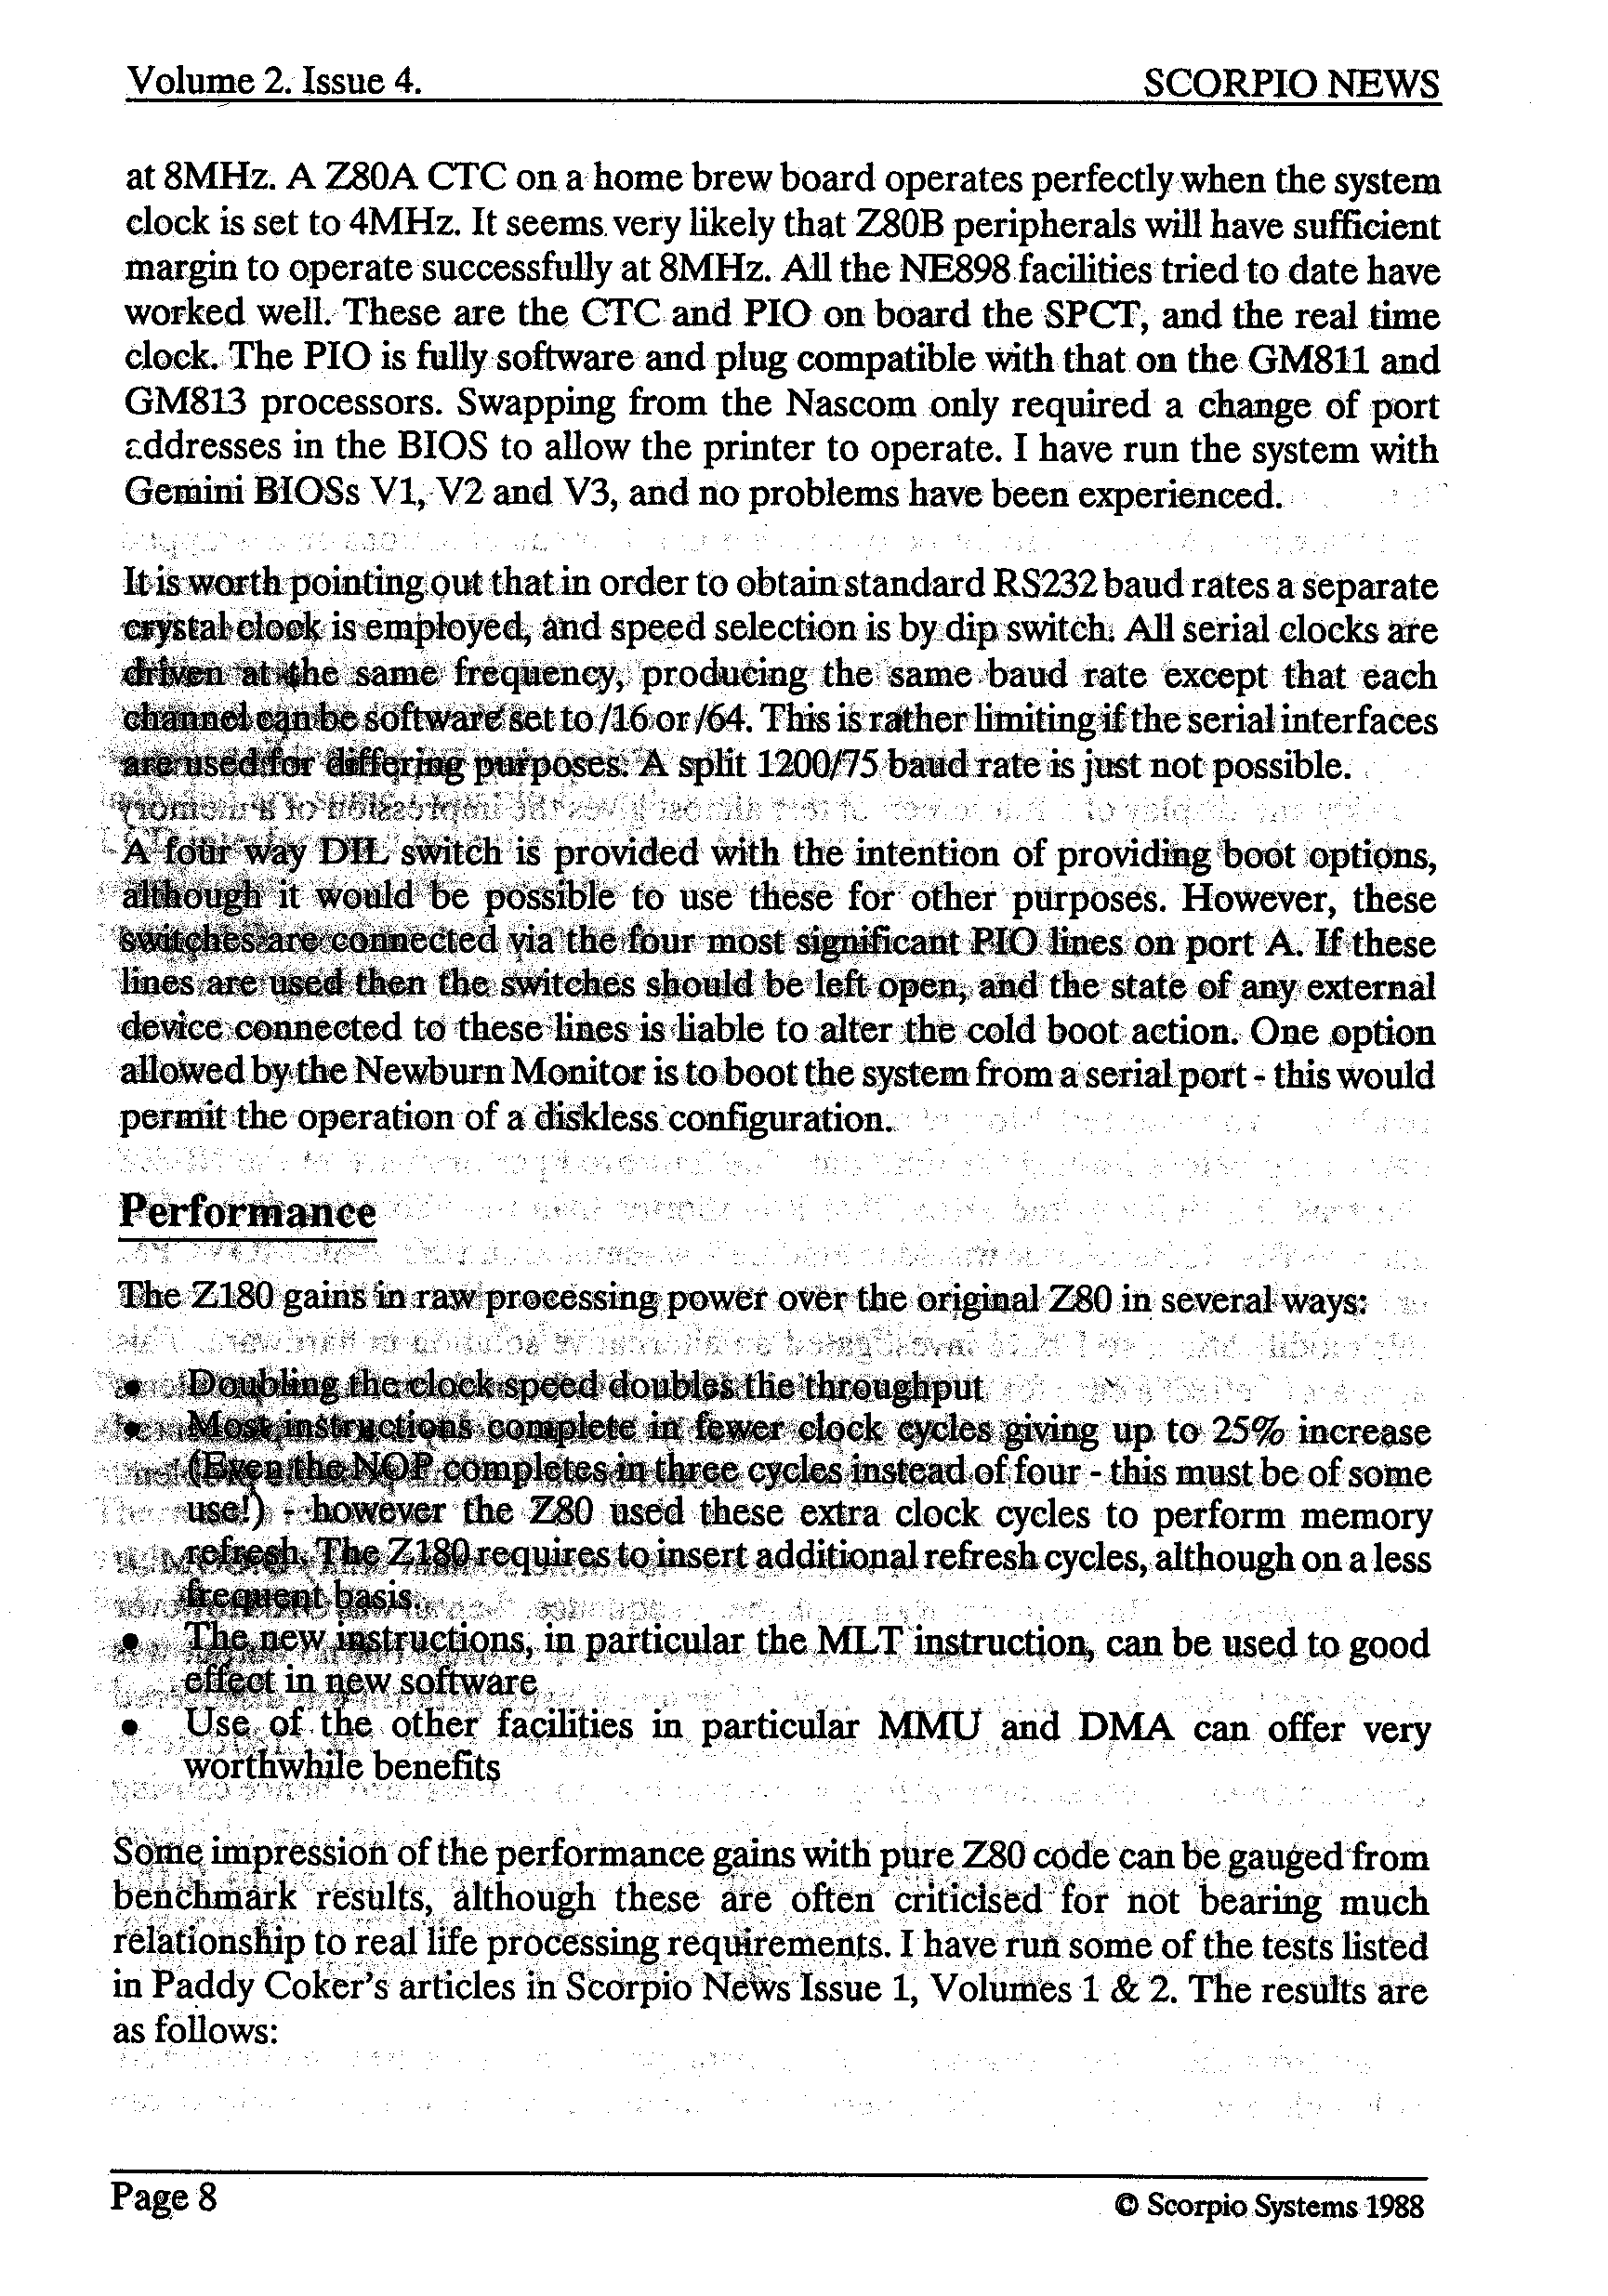 Volume 2. Issue 4. SCORPIO NEWS
at 8MHz. A Z80A CTC on a home brew board operates perfectly when the system
clock is set to 4MHz. It seems very likely that Z80B peripherals will have sufficient
margin to operate successfully at 8MHz. All the NE898 facilities tried to date have
worked well. These are the CTC and PIO on board the SPCT, and the real time
clock. The PIO is fully software and plug compatible with that on the GM811 and
GM813 processors. Swapping from the Nascom only required a change of port
addresses in the BIOS to allow the printer to operate. I have run the system with
Gemini BIOSs V1, V2 and V3, and no problems have been experienced.
It is worth pointing out that in order to obtain standard RS232 baud rates a separate
crystal clock is employed, and speed selection is by dip switch. All serial clocks are
driven at the same frequency, producing the same baud rate except that each
channel can be software set to /16 or /64. This is rather limiting if the serial interfaces
are used for differing purposes. A split 1200/75 baud rate is just not possible.
A four way DIL switch is provided with the intention of providing boot options,
although it would be possible to use these for other purposes. However, these
switches are connected via the four most significant PIO lines on port A. If these
lines are used then the switches should be left open, and the state of any external
device connected to these lines is liable to alter the cold boot action. One option
allowed by the Newburn Monitor is to boot the system from a serial port - this would
permit the operation of a diskless configuration.
Performance
The Z180 gains in raw processing power over the original Z80 in several ways:
● Doubling the clock speed doubles the throughput
● Most instructions complete in fewer clock cycles giving up to 25% increase
(Even the NOP completes in three cycles instead of four - this must be of some
use!) - however the Z80 used these extra clock cycles to perform memory
refresh. The Z180 requires to insert additional refresh cycles, although on a less
frequent basis.
● The new instructions, in particular the MLT instruction, can be used to good
effect in new software
● Use of the other facilities in particular MMU and DMA can offer very
worthwhile benefits
Some impression of the performance gains with pure Z80 code can be gauged from
benchmark results, although these are often criticised for not bearing much
relationship to real life processing requirements. I have run some of the tests listed
in Paddy Coker's articles in Scorpio News Issue 1, Volumes 1 & 2. The results are
as follows:
Page 8 © Scorpio Systems 1988